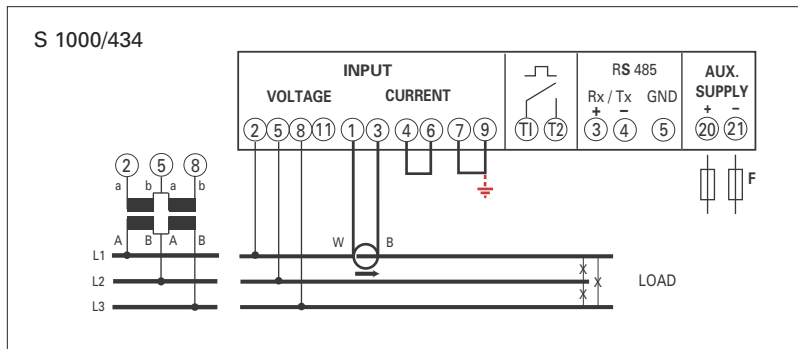 S 1000/434
INPUT
VOLTAGE CURRENT
2 5 8 11 1 3 4 6 7 9
T1 T2
RS 485
Rx / Tx GND
+ −
3 4 5
AUX.
SUPPLY
+ −
20 21
F
2 5 8
a b a b
A B A B
W B
L1
L2
L3
x
x
x
LOAD